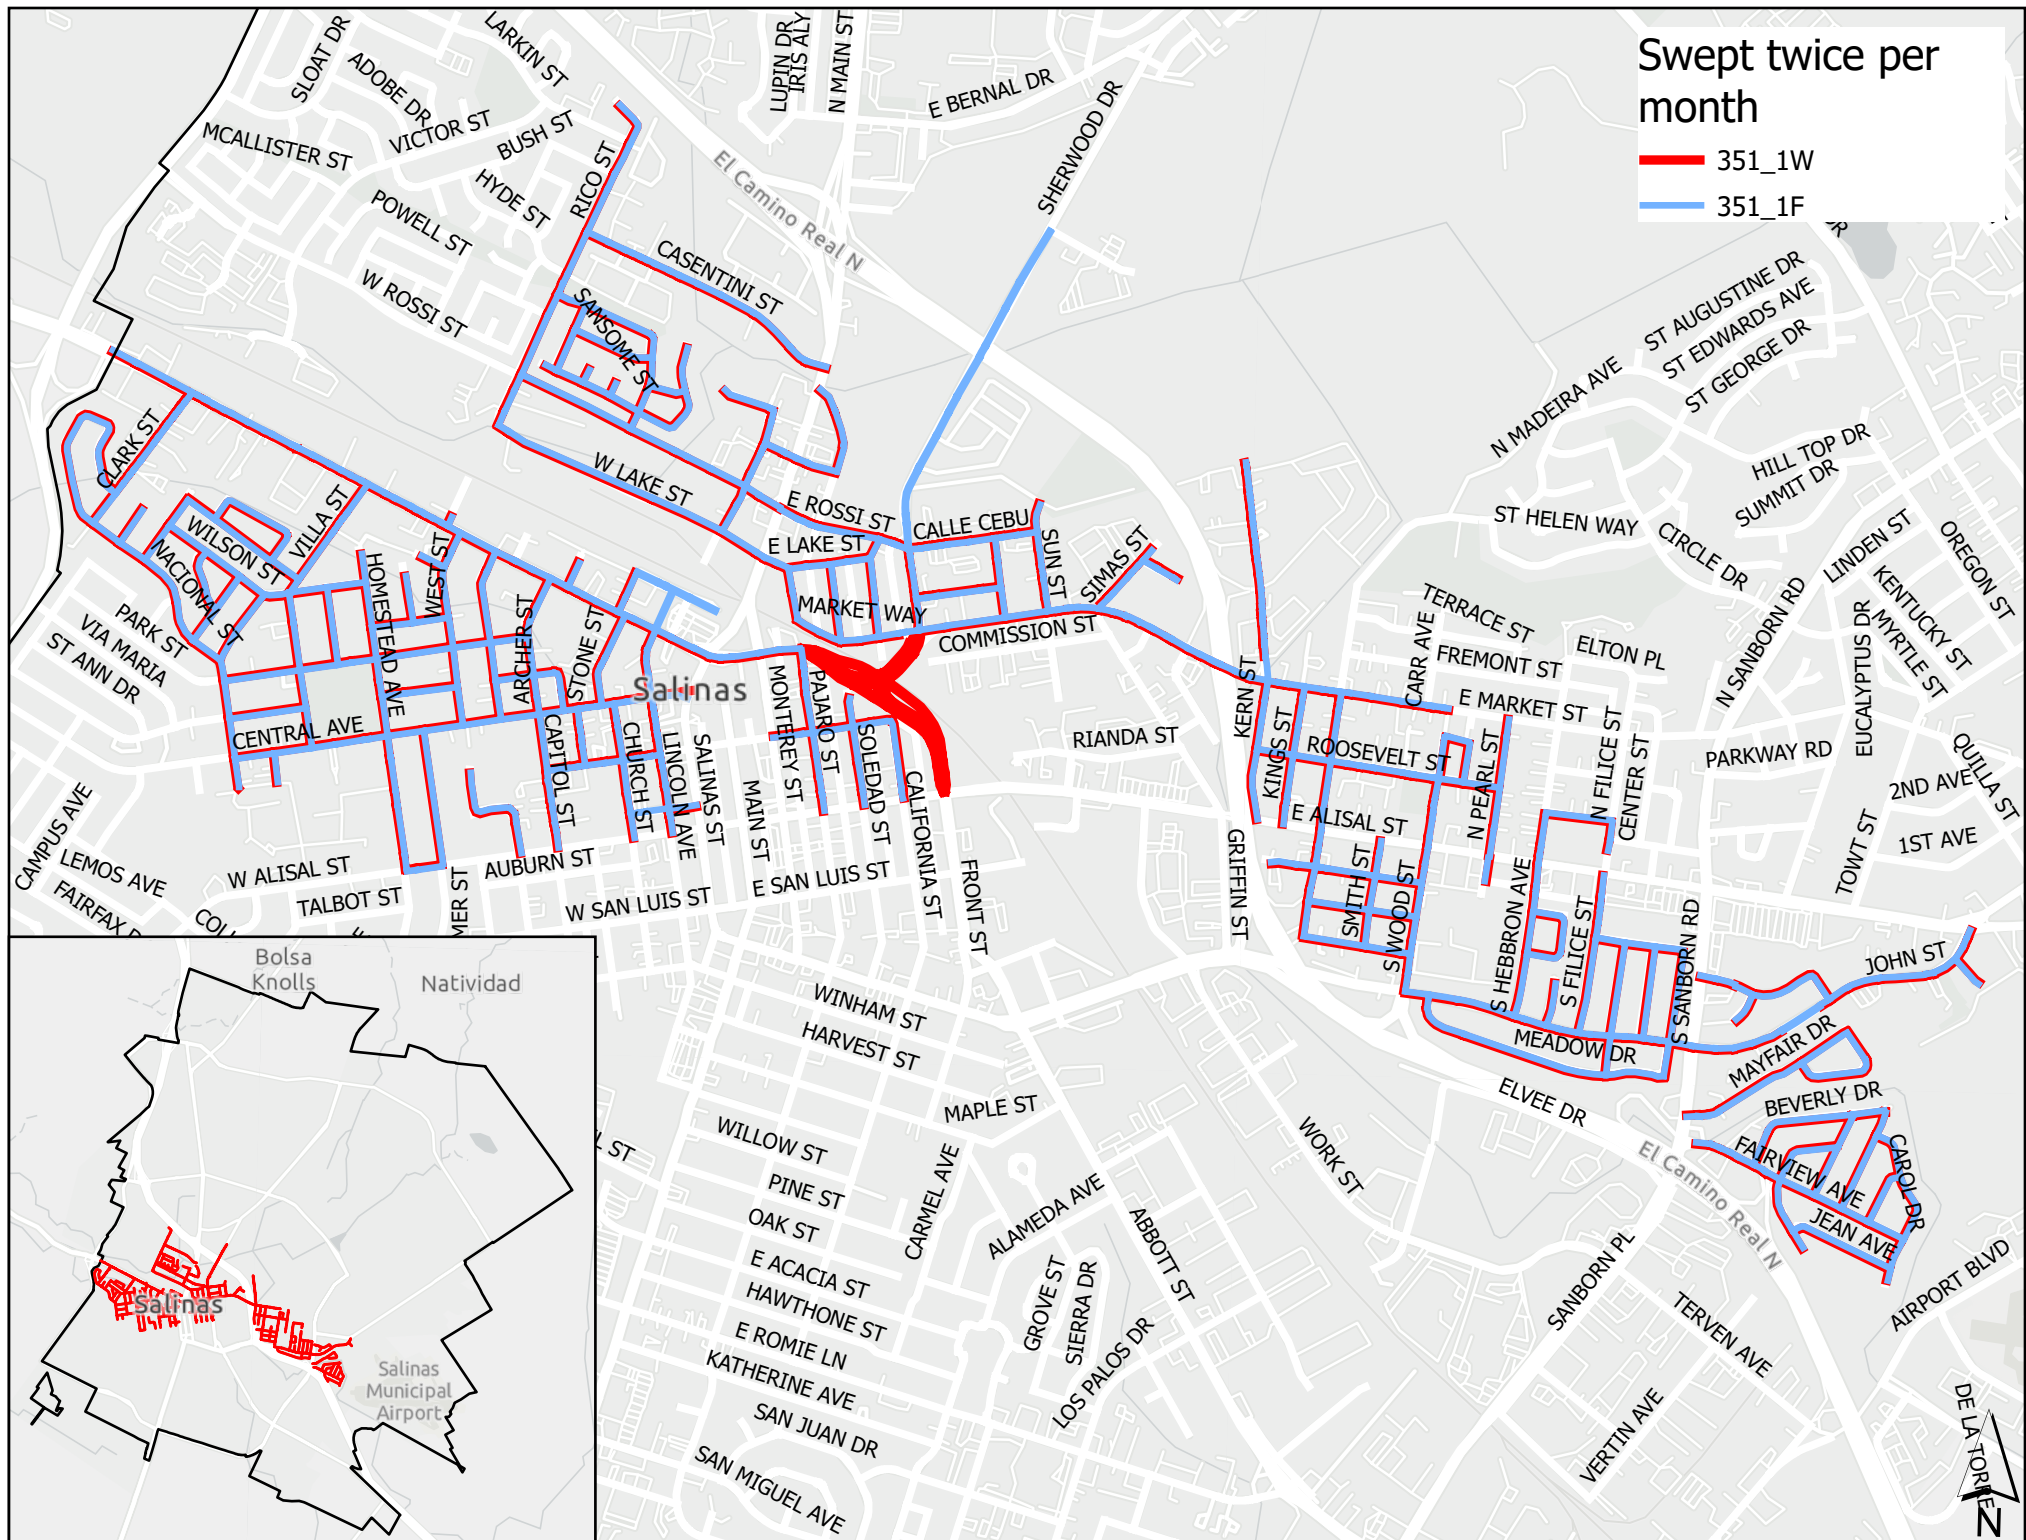 Swept twice per
month
351_1W
351_1F
SLOAT DR
ADOBE DR
LARKIN ST
LUPIN DR
IRIS ALY
N MAIN ST
E BERNAL DR
SHERWOOD DR
MCALLISTER ST
VICTOR ST
BUSH ST
HYDE ST
RICO ST
POWELL ST
El Camino Real N
CASENTINI ST
W ROSSI ST
SANSOME ST
ST AUGUSTINE DR
ST EDWARDS AVE
ST GEORGE DR
N MADEIRA AVE
HILL TOP DR
SUMMIT DR
CLARK ST
W LAKE ST
E ROSSI ST
CALLE CEBU
E LAKE ST
SUN ST
SIMAS ST
ST HELEN WAY
CIRCLE DR
LINDEN ST
OREGON ST
WILSON ST
VILLA ST
NACIONAL ST
HOMESTEAD AVE
WEST ST
ARCHER ST
STONE ST
MARKET WAY
COMMISSION ST
TERRACE ST
ELTON PL
FREMONT ST
CARR AVE
N SANBORN RD
KENTUCKY ST
EUCALYPTUS DR
MYRTLE ST
PARK ST
VIA MARIA
ST ANN DR
Salinas
KERN ST
E MARKET ST
CENTRAL AVE
CAPITOL ST
CHURCH ST
LINCOLN AVE
SALINAS ST
MONTEREY ST
PAJARO ST
SOLEDAD ST
MAIN ST
CALIFORNIA ST
RIANDA ST
KINGS ST
ROOSEVELT ST
N PEARL ST
N FILICE ST
CENTER ST
PARKWAY RD
QUILLA ST
2ND AVE
1ST AVE
TOWT ST
E ALISAL ST
CAMPUS AVE
LEMOS AVE
W ALISAL ST
AUBURN ST
TALBOT ST
W SAN LUIS ST
E SAN LUIS ST
FRONT ST
GRIFFIN ST
SMITH ST
S WOOD ST
S HEBBRON AVE
S FILICE ST
S SANBORN RD
JOHN ST
MEADOW DR
MAYFAIR DR
BEVERLY DR
ELVEE DR
El Camino Real N
FAIRVIEW AVE
CAROL DR
JEAN AVE
AIRPORT BLVD
WINHAM ST
HARVEST ST
MAPLE ST
WILLOW ST
PINE ST
OAK ST
CARMEL AVE
ALAMEDA AVE
ABBOTT ST
WORK ST
E ACACIA ST
HAWTHONE ST
E ROMIE LN
KATHERINE AVE
SAN JUAN DR
SAN MIGUEL AVE
GROVE ST
SIERRA DR
LOS PALOS DR
SANBORN PL
TERVEN AVE
VERTIN AVE
DE LA TORRE
N
Bolsa
Knolls
Natividad
Salinas
Salinas
Municipal
Airport